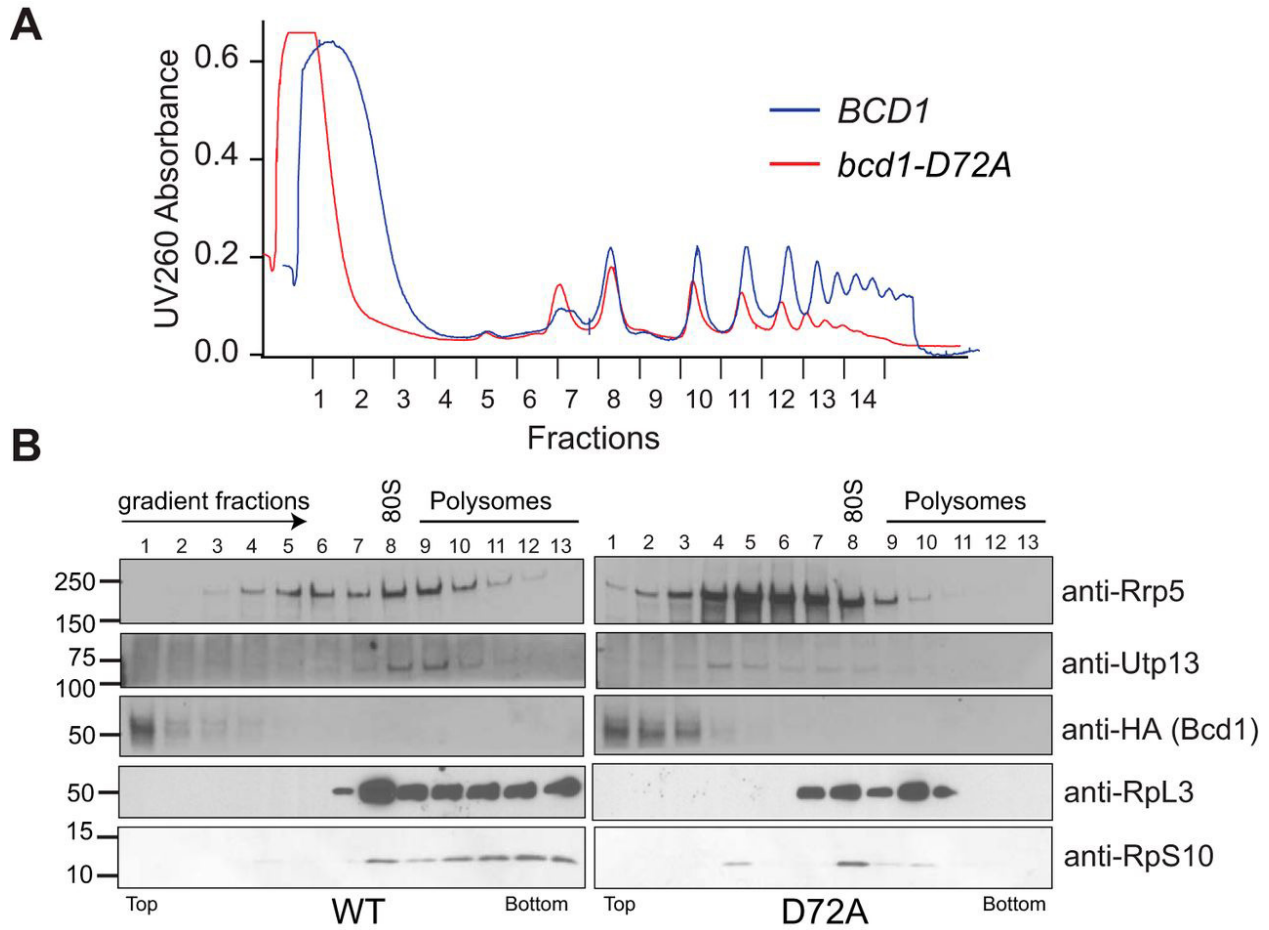 A
UV260 Absorbance
0.6
0.4
0.2
0.0
BCD1
bcd1-D72A
1 2 3 4 5 6 7 8 9 10 11 12 13 14
Fractions
B
gradient fractions 80S Polysomes 80S Polysomes
1 2 3 4 5 6 7 8 9 10 11 12 13 1 2 3 4 5 6 7 8 9 10 11 12 13
250
150
anti-Rrp5
75
100
anti-Utp13
50
anti-HA (Bcd1)
50
anti-RpL3
15
10
anti-RpS10
Top WT Bottom Top D72A Bottom